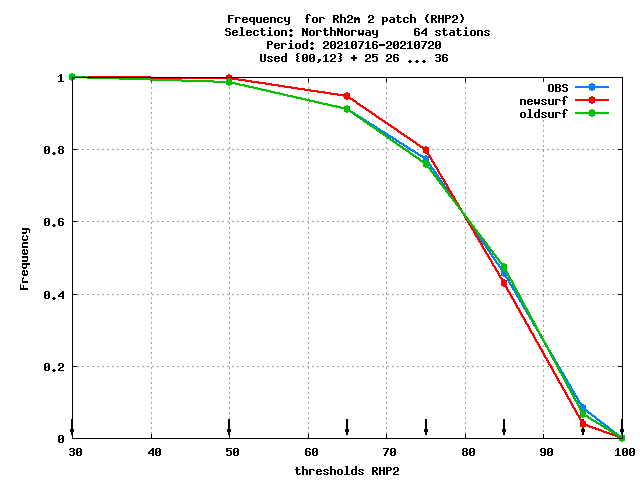 Frequency  for Rh2m 2 patch (RHP2)
Selection: NorthNorway     64 stations
Period: 20210716-20210720
Used {00,12} + 25 26 ... 36
OBS
newsurf
oldsurf
1
0.8
0.6
0.4
0.2
0
Frequency
30 40 50 60 70 80 90 100
thresholds RHP2